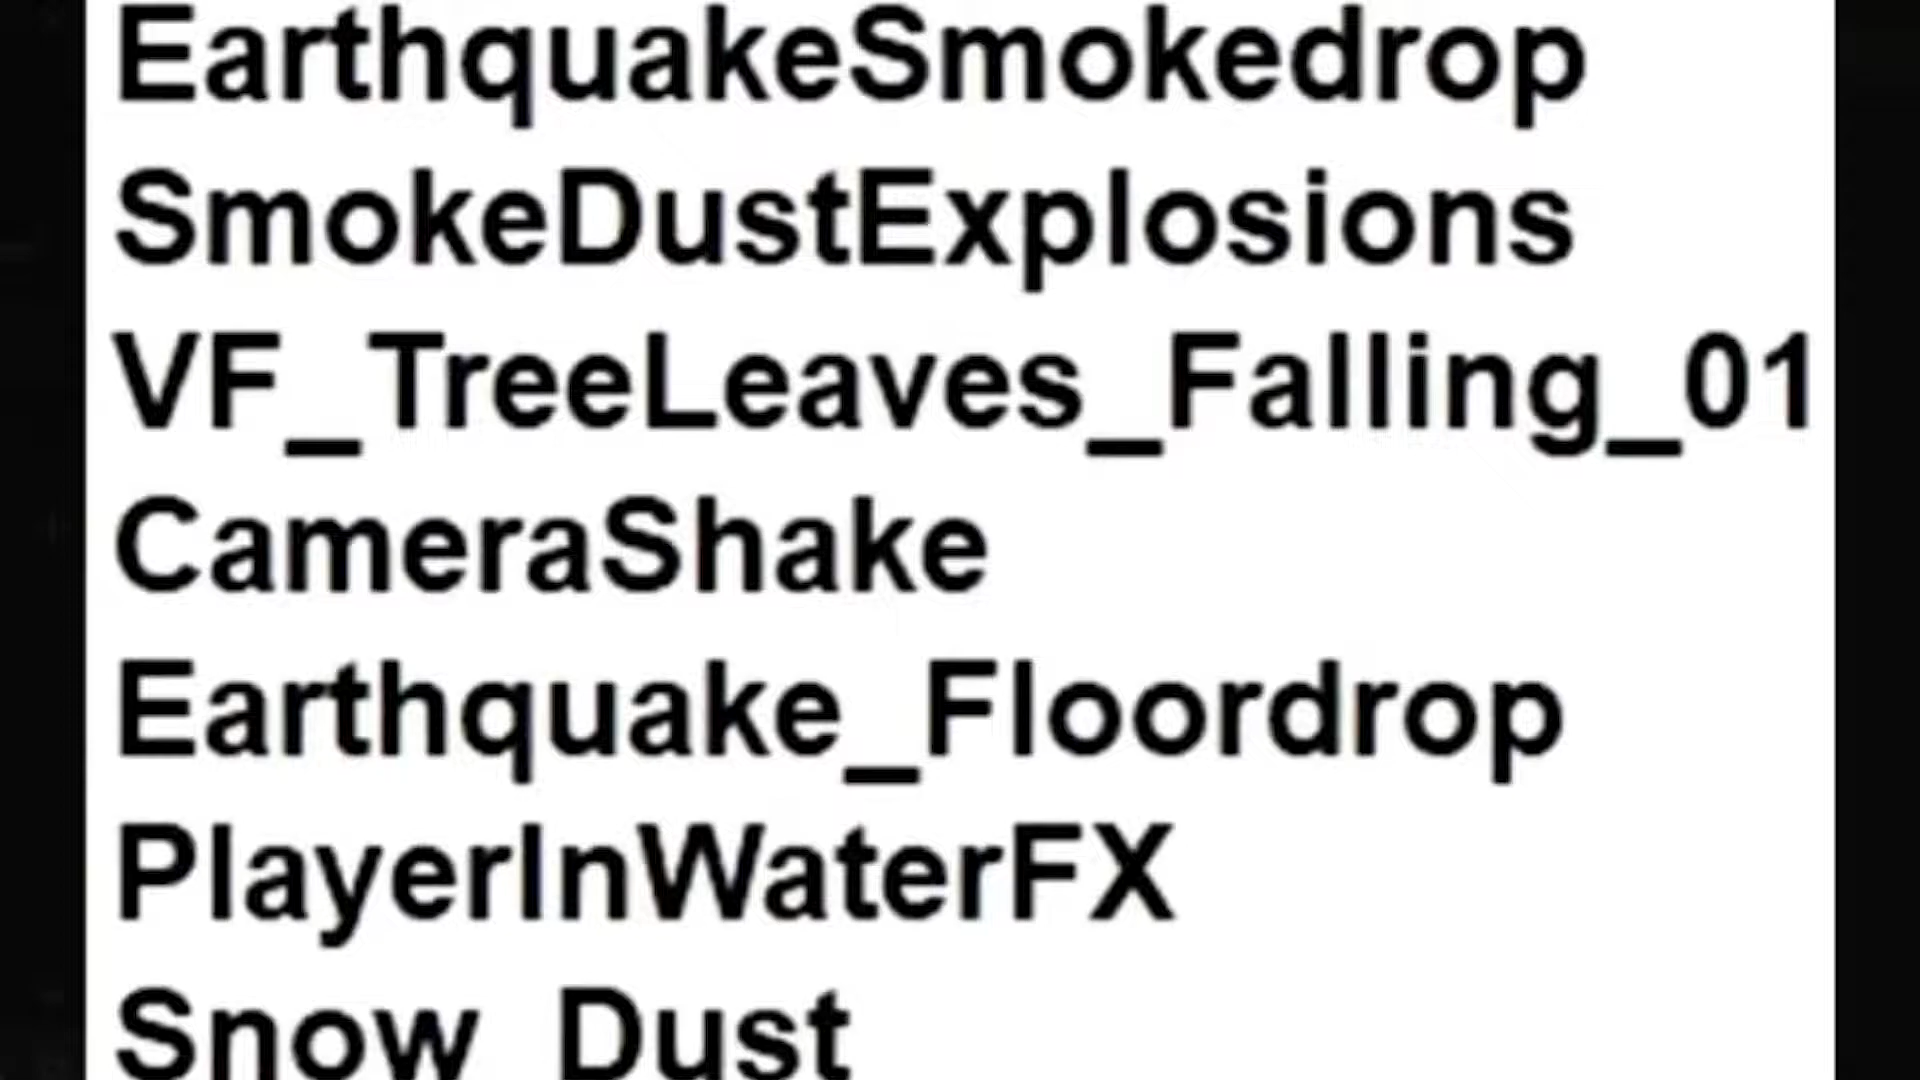 EarthquakeSmokedrop
SmokeDustExplosions
VF_TreeLeaves_Falling_01
CameraShake
Earthquake_Floordrop
PlayerInWaterFX
Snow_Dust